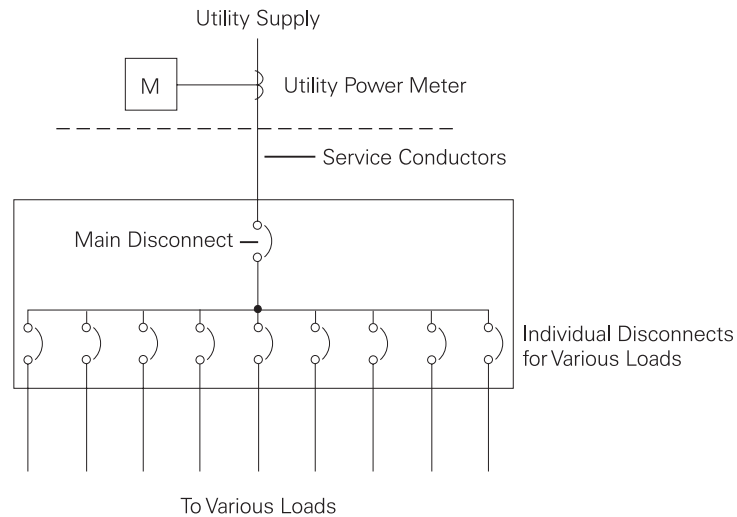 Utility Supply
M
Utility Power Meter
Service Conductors
Main Disconnect
Individual Disconnects
for Various Loads
To Various Loads